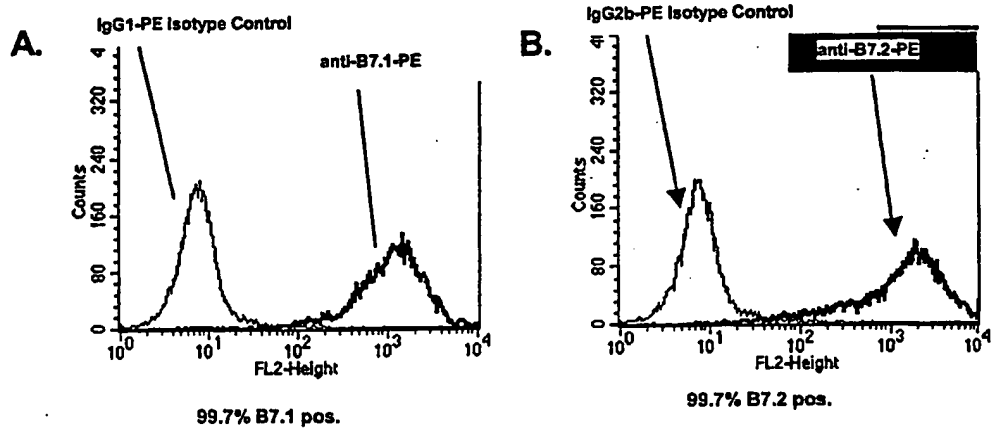 A.
IgG1-PE Isotype Control
anti-B7.1-PE
4
320
240
160
80
0
Counts
10^0 10^1 10^2 10^3 10^4
FL2-Height
99.7% B7.1 pos.
B.
IgG2b-PE Isotype Control
anti-B7.2-PE
4
320
240
160
80
0
Counts
10^0 10^1 10^2 10^3 10^4
FL2-Height
99.7% B7.2 pos.